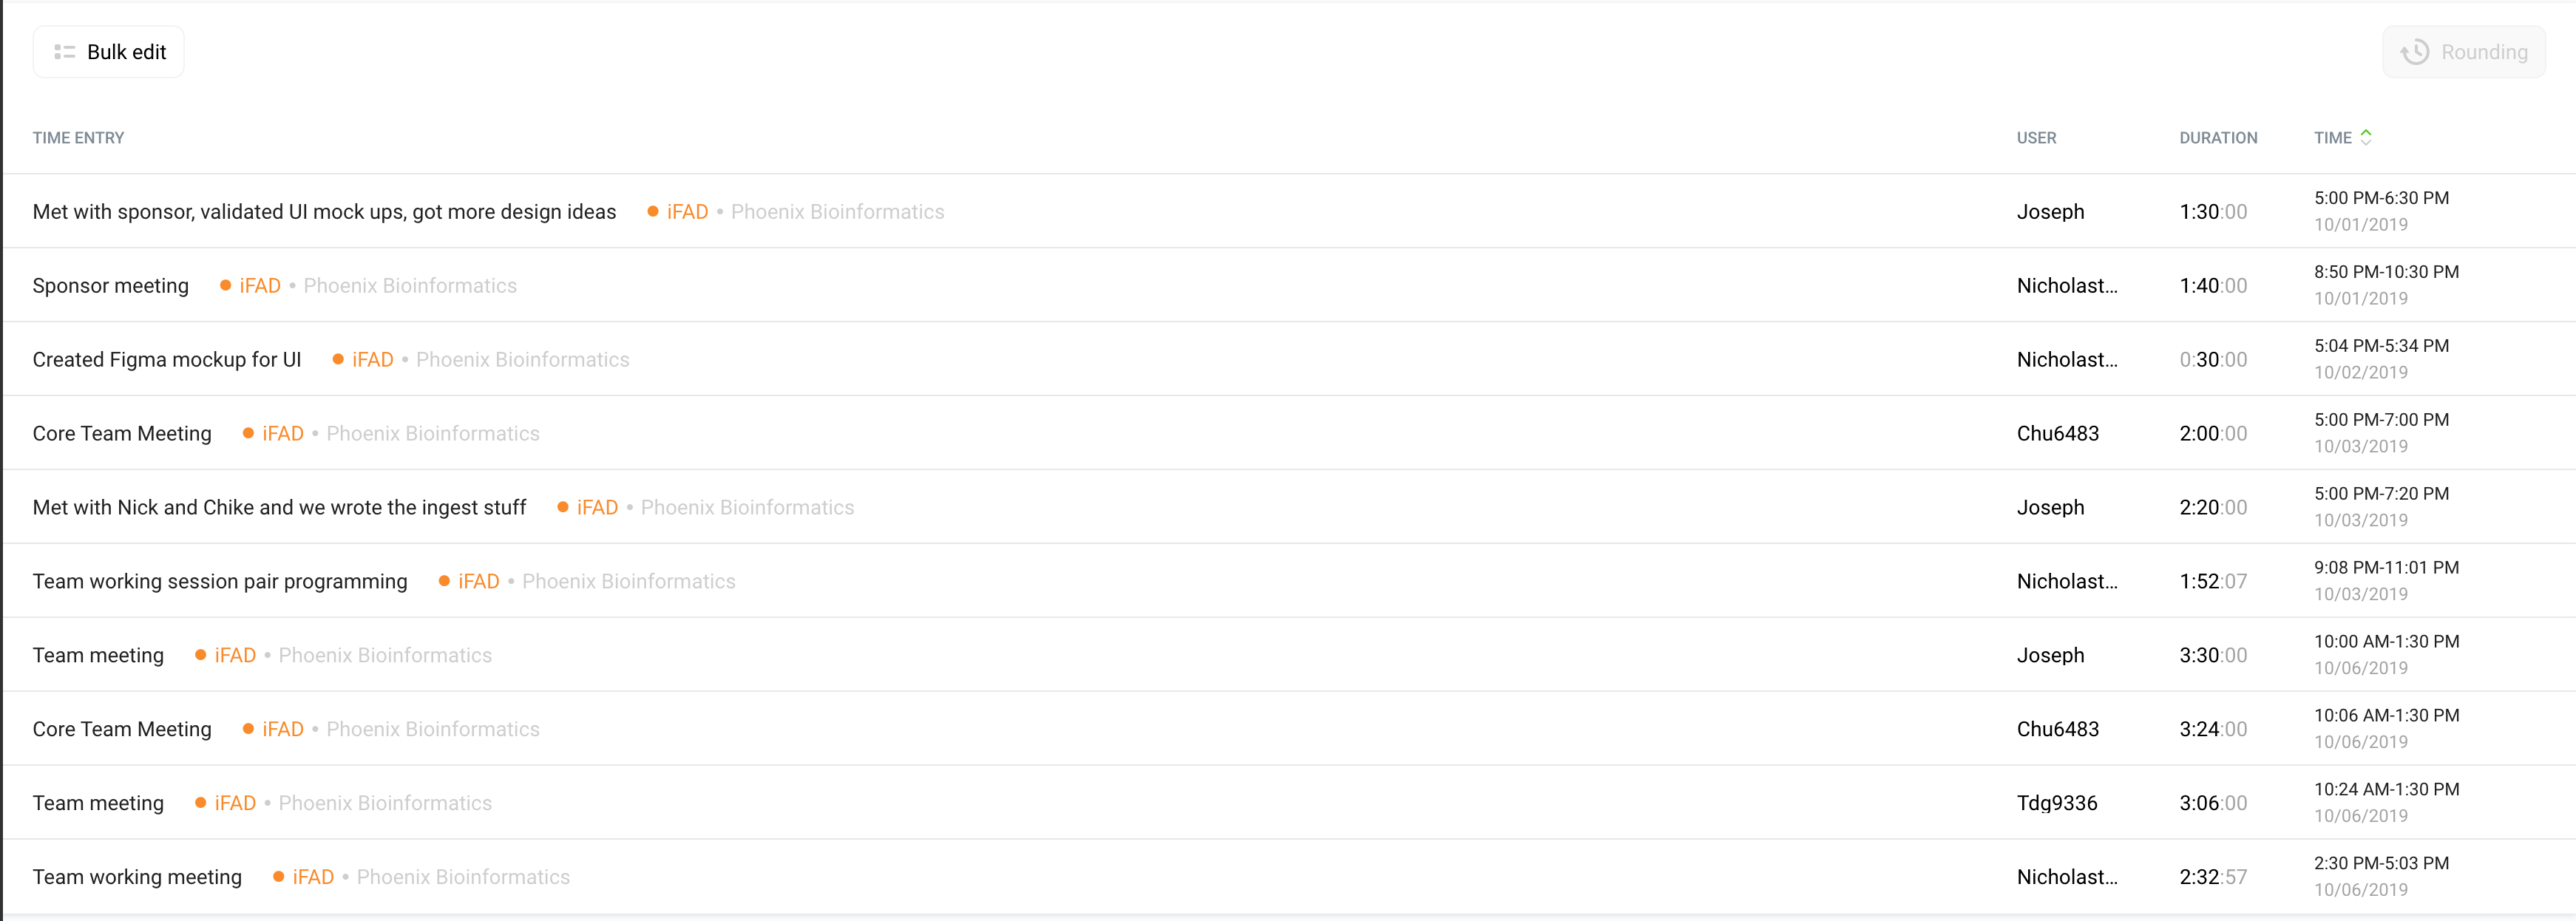 Bulk edit Rounding
TIME ENTRY USER DURATION TIME
Met with sponsor, validated UI mock ups, got more design ideas • iFAD • Phoenix Bioinformatics Joseph 1:30:00 5:00 PM-6:30 PM
10/01/2019
Sponsor meeting • iFAD • Phoenix Bioinformatics Nicholast... 1:40:00 8:50 PM-10:30 PM
10/01/2019
Created Figma mockup for UI • iFAD • Phoenix Bioinformatics Nicholast... 0:30:00 5:04 PM-5:34 PM
10/02/2019
Core Team Meeting • iFAD • Phoenix Bioinformatics Chu6483 2:00:00 5:00 PM-7:00 PM
10/03/2019
Met with Nick and Chike and we wrote the ingest stuff • iFAD • Phoenix Bioinformatics Joseph 2:20:00 5:00 PM-7:20 PM
10/03/2019
Team working session pair programming • iFAD • Phoenix Bioinformatics Nicholast... 1:52:07 9:08 PM-11:01 PM
10/03/2019
Team meeting • iFAD • Phoenix Bioinformatics Joseph 3:30:00 10:00 AM-1:30 PM
10/06/2019
Core Team Meeting • iFAD • Phoenix Bioinformatics Chu6483 3:24:00 10:06 AM-1:30 PM
10/06/2019
Team meeting • iFAD • Phoenix Bioinformatics Tdg9336 3:06:00 10:24 AM-1:30 PM
10/06/2019
Team working meeting • iFAD • Phoenix Bioinformatics Nicholast... 2:32:57 2:30 PM-5:03 PM
10/06/2019